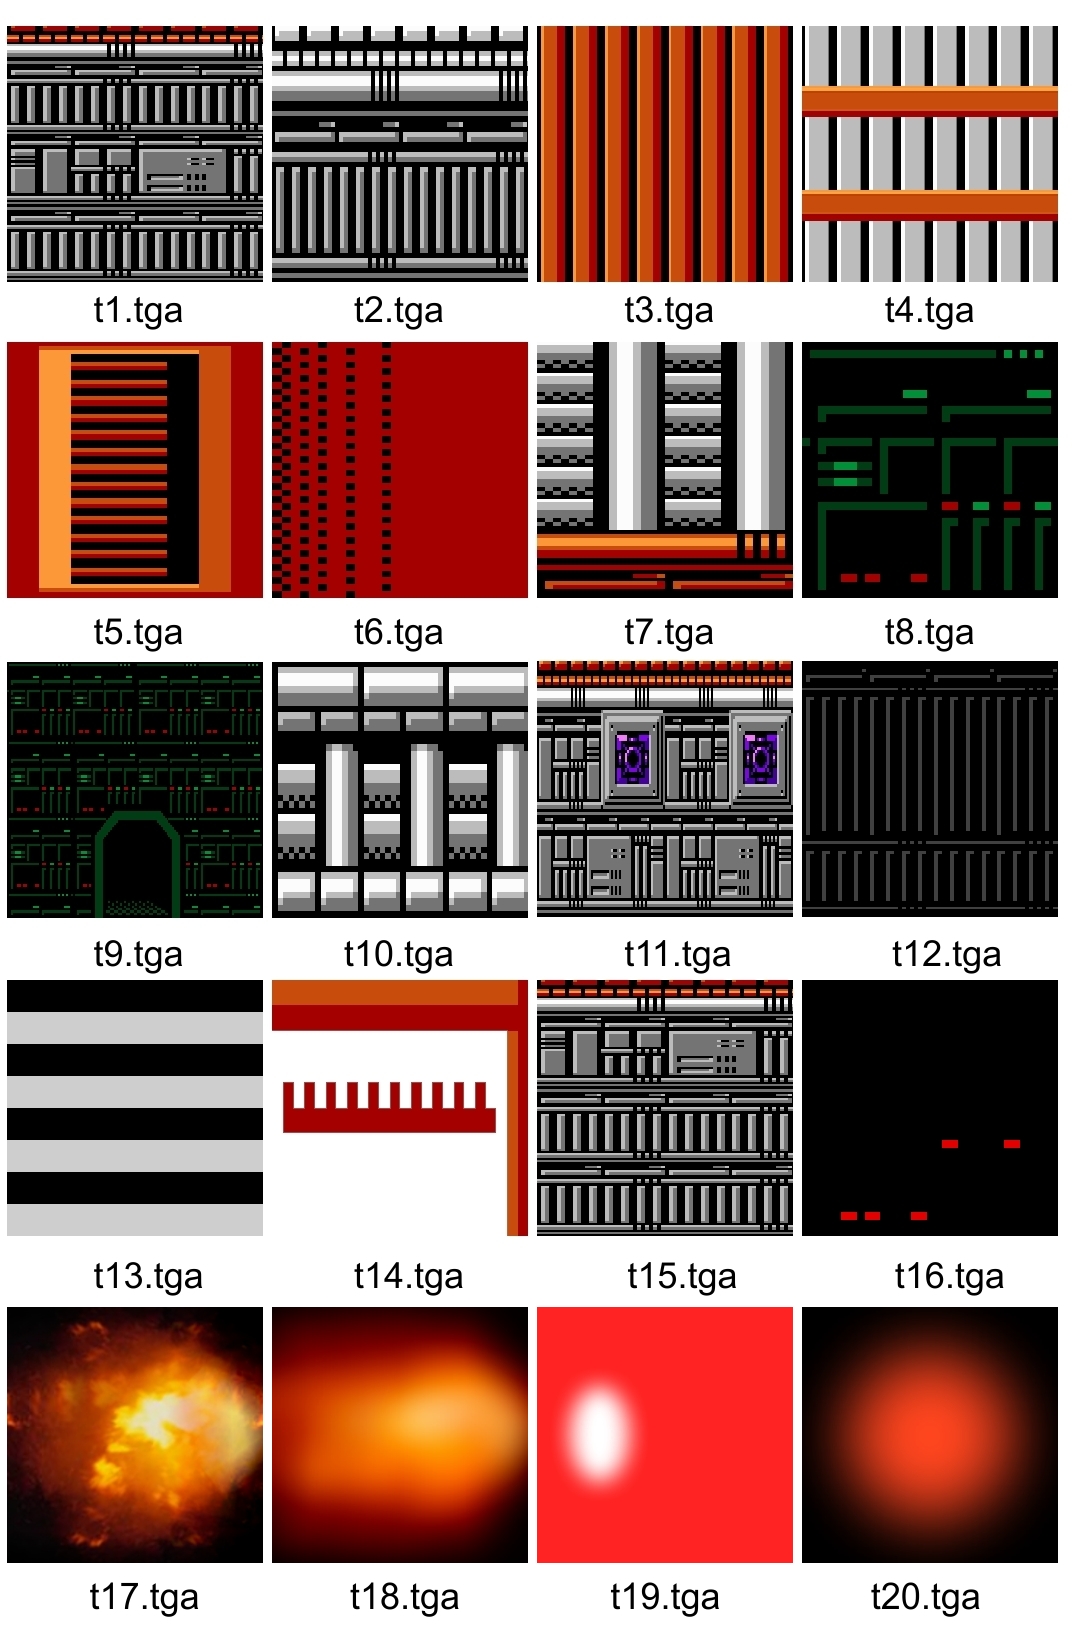 t1.tga t2.tga t3.tga t4.tga
t5.tga t6.tga t7.tga t8.tga
t9.tga t10.tga t11.tga t12.tga
t13.tga t14.tga t15.tga t16.tga
t17.tga t18.tga t19.tga t20.tga